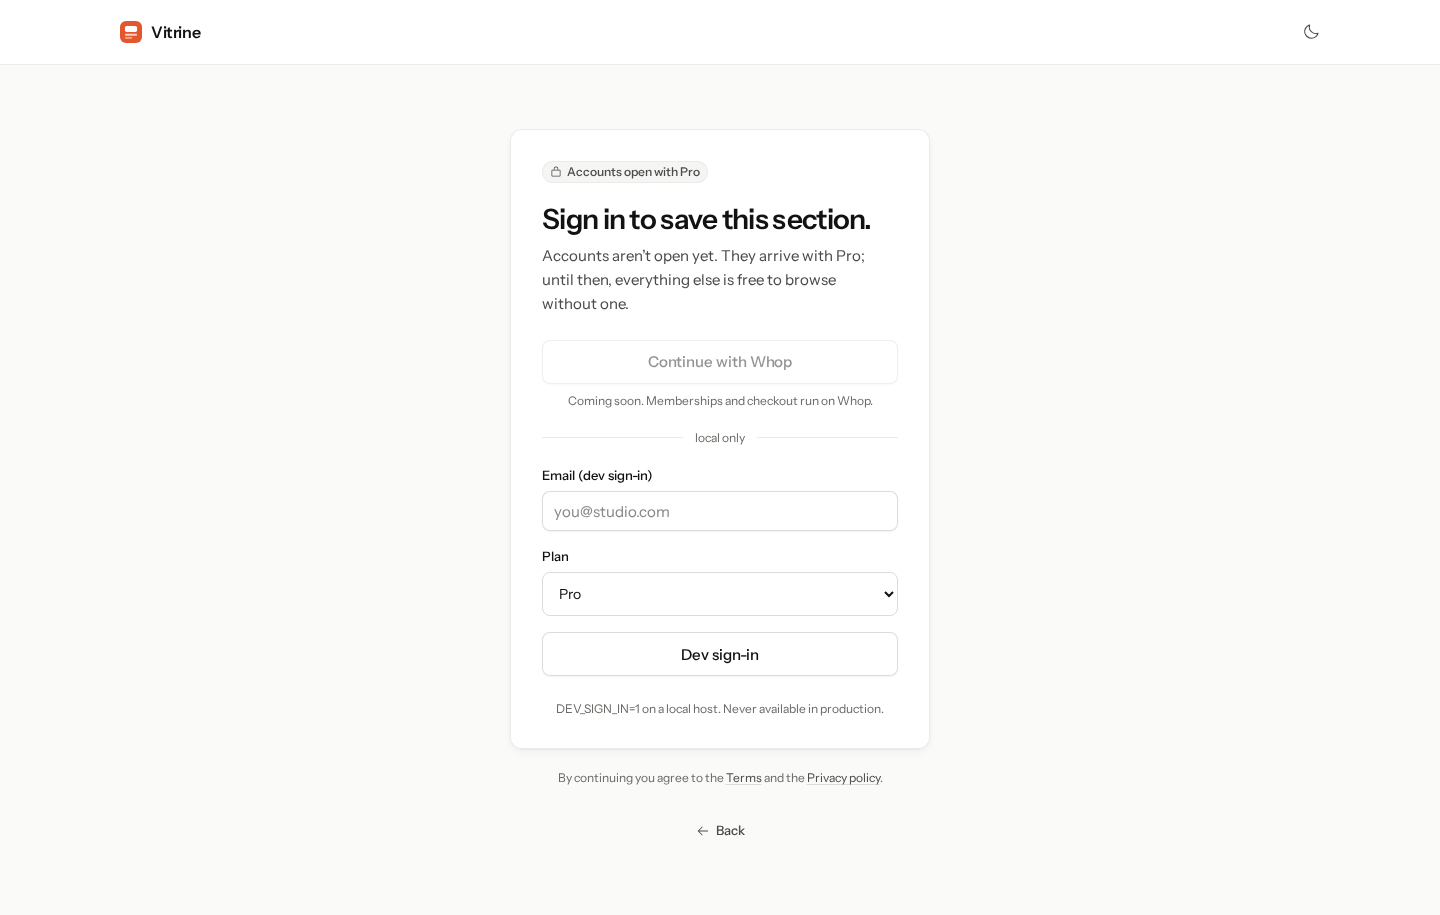 Vitrine
Accounts open with Pro
Sign in to save this section.
Accounts aren’t open yet. They arrive with Pro;
until then, everything else is free to browse
without one.
Continue with Whop
Coming soon. Memberships and checkout run on Whop.
local only
Email (dev sign-in)
you@studio.com
Plan
Pro
Dev sign-in
DEV_SIGN_IN=1 on a local host. Never available in production.
By continuing you agree to the Terms and the Privacy policy.
Back